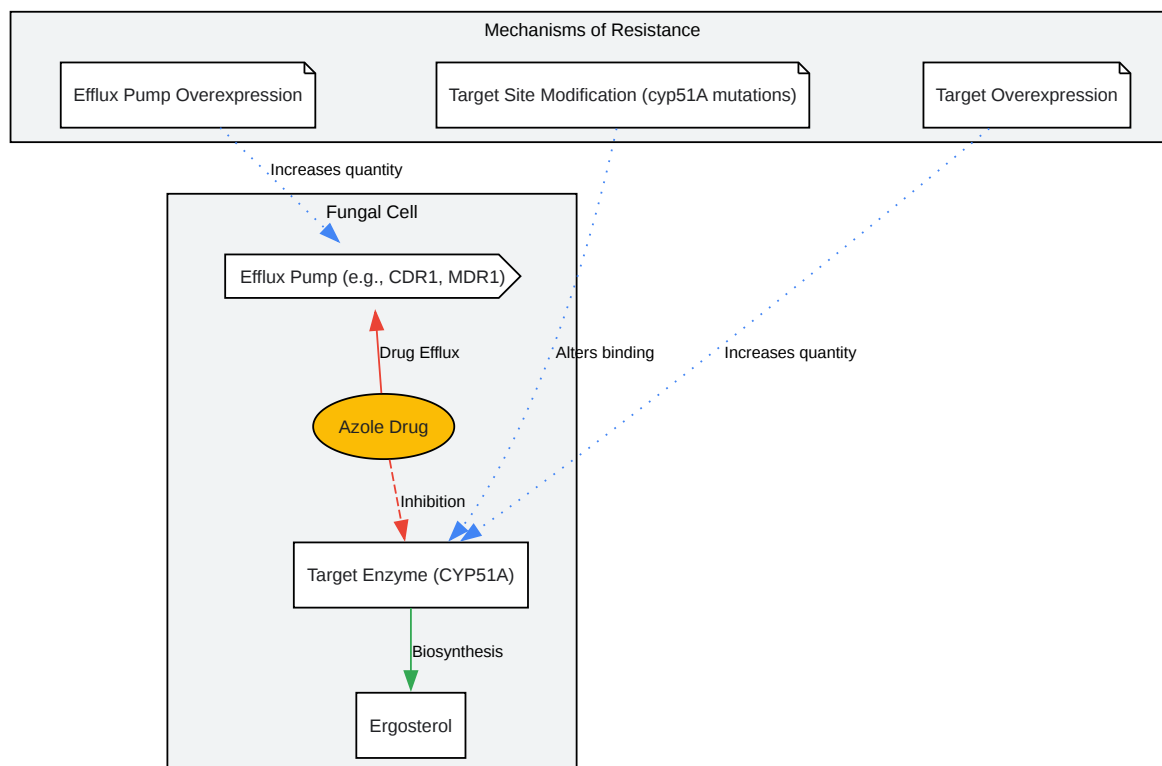 Mechanisms of Resistance
Efflux Pump Overexpression
Target Site Modification (cyp51A mutations)
Target Overexpression
Increases quantity
Fungal Cell
Efflux Pump (e.g., CDR1, MDR1)
Drug Efflux
Alters binding
Increases quantity
Azole Drug
Inhibition
Target Enzyme (CYP51A)
Biosynthesis
Ergosterol